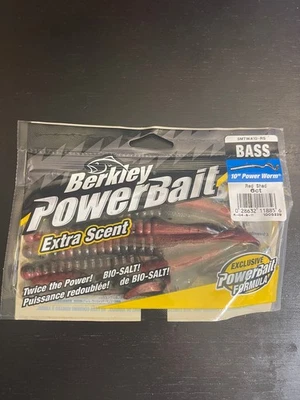 BASS
10" Power Worm®
Red Shad
6ct
Berkley
PowerBait
Extra Scent
Twice the Power! BIO-SALT!
Puissance redoublée! de BIO-SALT!
EXCLUSIVE
PowerBait
FORMULA